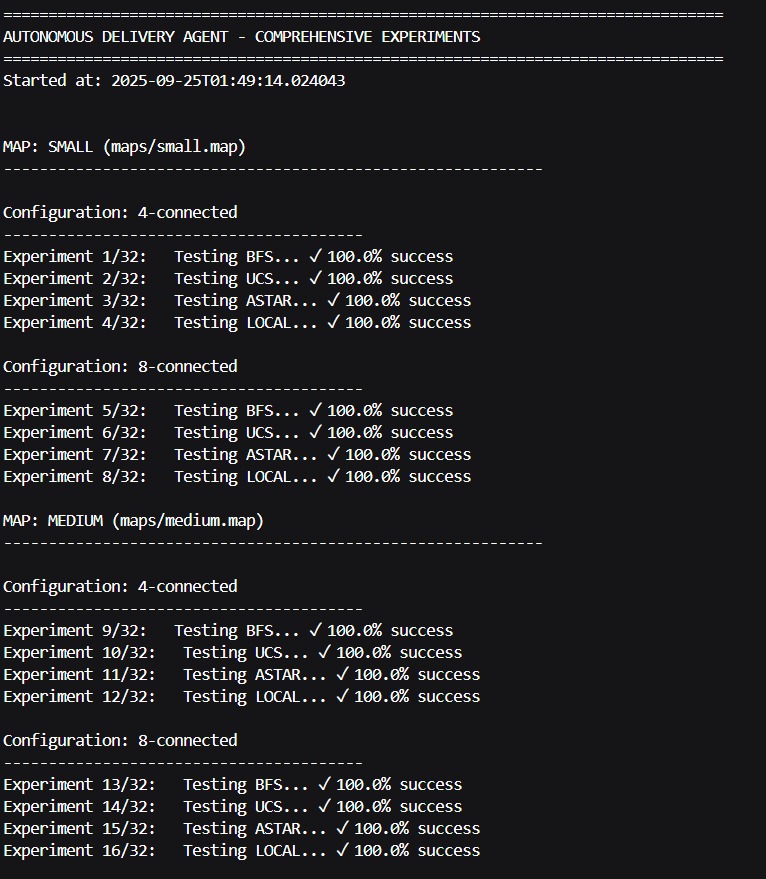 ================================================================================
AUTONOMOUS DELIVERY AGENT - COMPREHENSIVE EXPERIMENTS
================================================================================
Started at: 2025-09-25T01:49:14.024043
MAP: SMALL (maps/small.map)
------------------------------------------------------------
Configuration: 4-connected
----------------------------------------
Experiment 1/32:   Testing BFS... ✓ 100.0% success
Experiment 2/32:   Testing UCS... ✓ 100.0% success
Experiment 3/32:   Testing ASTAR... ✓ 100.0% success
Experiment 4/32:   Testing LOCAL... ✓ 100.0% success
Configuration: 8-connected
----------------------------------------
Experiment 5/32:   Testing BFS... ✓ 100.0% success
Experiment 6/32:   Testing UCS... ✓ 100.0% success
Experiment 7/32:   Testing ASTAR... ✓ 100.0% success
Experiment 8/32:   Testing LOCAL... ✓ 100.0% success
MAP: MEDIUM (maps/medium.map)
------------------------------------------------------------
Configuration: 4-connected
----------------------------------------
Experiment 9/32:   Testing BFS... ✓ 100.0% success
Experiment 10/32:   Testing UCS... ✓ 100.0% success
Experiment 11/32:   Testing ASTAR... ✓ 100.0% success
Experiment 12/32:   Testing LOCAL... ✓ 100.0% success
Configuration: 8-connected
----------------------------------------
Experiment 13/32:   Testing BFS... ✓ 100.0% success
Experiment 14/32:   Testing UCS... ✓ 100.0% success
Experiment 15/32:   Testing ASTAR... ✓ 100.0% success
Experiment 16/32:   Testing LOCAL... ✓ 100.0% success